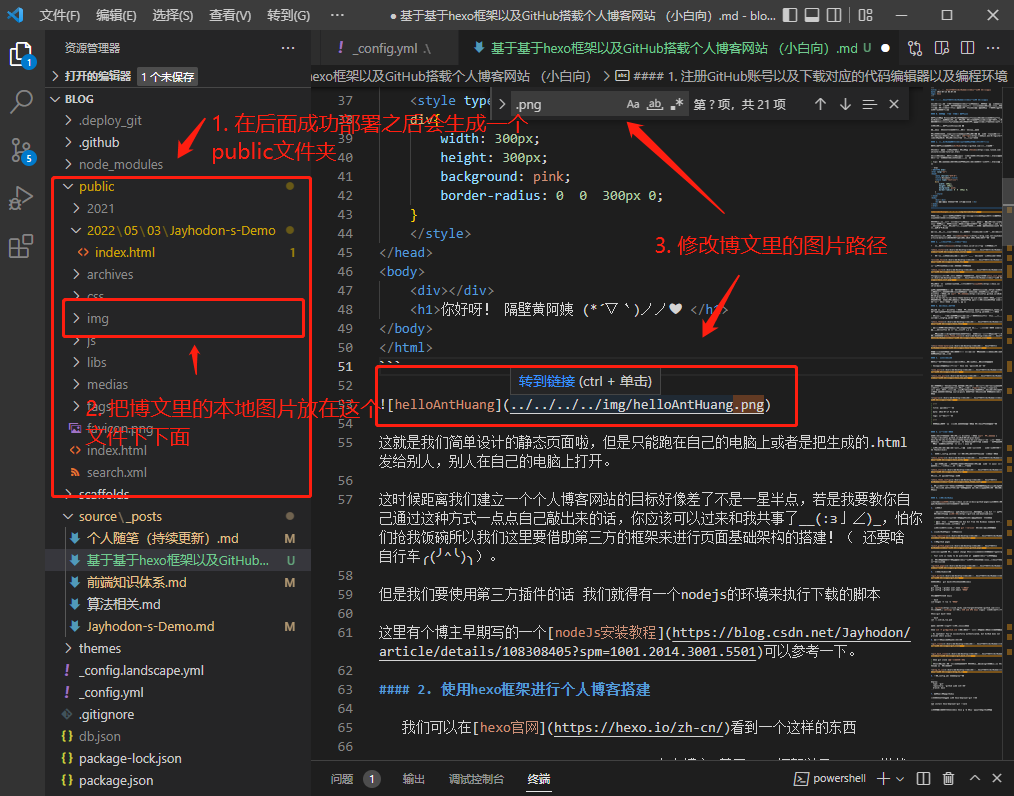 文件(F) 编辑(E) 选择(S) 查看(V) 转到(G) ··· ● 基于基于hexo框架以及GitHub搭载个人博客网站 (小白向) .md - blo...
资源管理器 ···
! _config.yml .\
基于基于hexo框架以及GitHub搭载个人博客网站 (小白向) .md U ●
打开的编辑器 1 个未保存
hexo框架以及GitHub搭载个人博客网站 (小白向) > #### 1. 注册GitHub账号以及下载对应的代码编辑器以及编程环境
.png Aa ab 第?项, 共 21 项
BLOG
.deploy_git
.github
node_modules
public
2021
2022\05\03\Jayhodon-s-Demo
index.html 1
archives
css
img
js
libs
medias
tags
favicon.png
index.html
search.xml
scaffolds
source\_posts
个人随笔（持续更新）.md M
基于基于hexo框架以及GitHub... U
前端知识体系.md M
算法相关.md
Jayhodon-s-Demo.md M
themes
! _config.landscape.yml
! _config.yml
.gitignore
{} db.json
{} package-lock.json
{} package.json
1. 在后面成功部署之后会生成一个
public文件夹
2. 把博文里的本地图片放在这个
文件下下面
3. 修改博文里的图片路径
37 <style type
div{
39 width: 300px;
40 height: 300px;
41 background: pink;
42 border-radius: 0 0 300px 0;
43 }
44 </style>
45 </head>
46 <body>
47 <div></div>
48 <h1>你好呀! 隔壁黄阿姨 (*´▽｀)ノノ♥ </h1>
49 </body>
50 </html>
51 ```
52
转到链接 (ctrl + 单击)
53 ![helloAntHuang](../../../../img/helloAntHuang.png)
54
55 这就是我们简单设计的静态页面啦，但是只能跑在自己的电脑上或者是把生成的.html
发给别人，别人在自己的电脑上打开。
56
57 这时候距离我们建立一个个人博客网站的目标好像差了不是一星半点，若是我要教你自
己通过这种方式一点点自己敲出来的话，你应该可以过来和我共事了__(:з」∠)_，怕你
们抢我饭碗所以我们这里要借助第三方的框架来进行页面基础架构的搭建! ( 还要啥
自行车╭(╯^╰)╮)。
58
59 但是我们要使用第三方插件的话 我们就得有一个nodejs的环境来执行下载的脚本
60
61 这里有个博主早期写的一个[nodeJs安装教程](https://blog.csdn.net/Jayhodon/
article/details/108308405?spm=1001.2014.3001.5501)可以参考一下。
62
63 #### 2. 使用hexo框架进行个人博客搭建
64
65 我们可以在[hexo官网](https://hexo.io/zh-cn/)看到一个这样的东西
66
问题 1 输出 调试控制台 终端 powershell